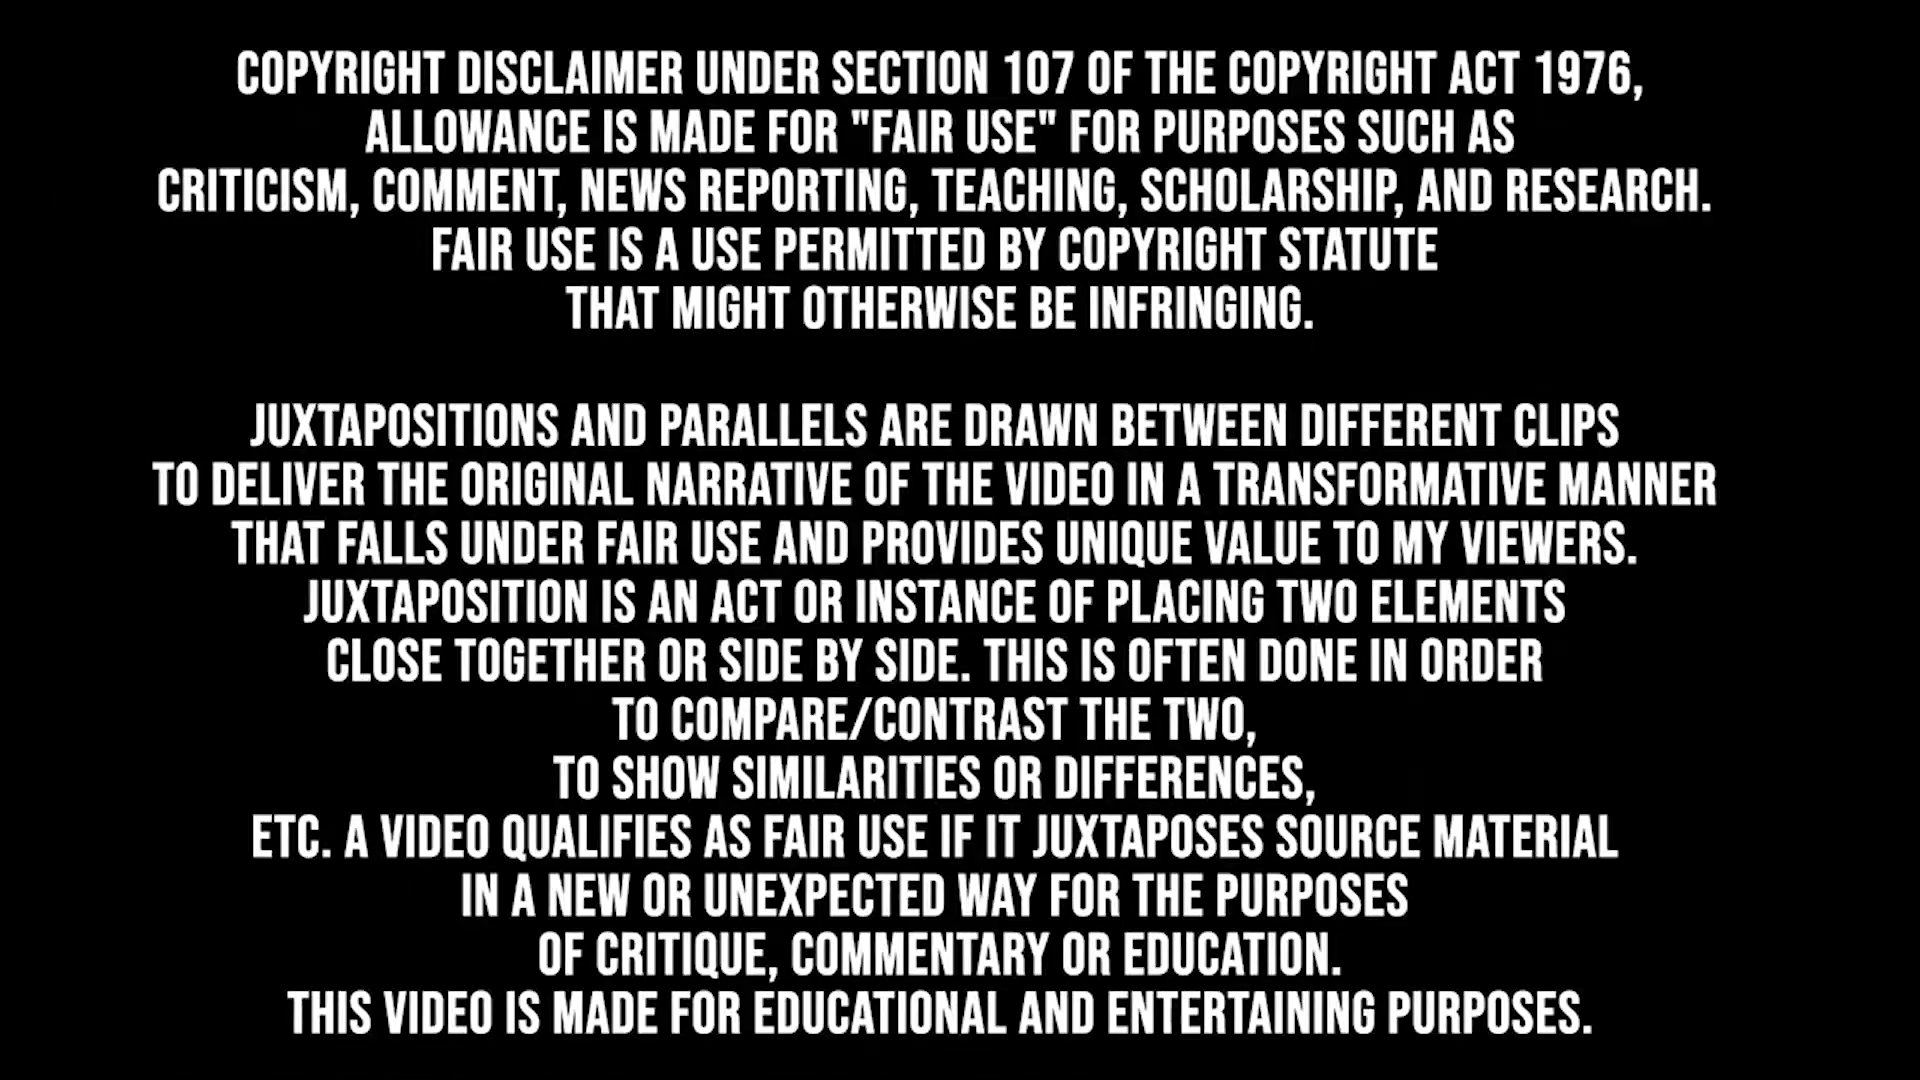 COPYRIGHT DISCLAIMER UNDER SECTION 107 OF THE COPYRIGHT ACT 1976,
ALLOWANCE IS MADE FOR "FAIR USE" FOR PURPOSES SUCH AS
CRITICISM, COMMENT, NEWS REPORTING, TEACHING, SCHOLARSHIP, AND RESEARCH.
FAIR USE IS A USE PERMITTED BY COPYRIGHT STATUTE
THAT MIGHT OTHERWISE BE INFRINGING.
JUXTAPOSITIONS AND PARALLELS ARE DRAWN BETWEEN DIFFERENT CLIPS
TO DELIVER THE ORIGINAL NARRATIVE OF THE VIDEO IN A TRANSFORMATIVE MANNER
THAT FALLS UNDER FAIR USE AND PROVIDES UNIQUE VALUE TO MY VIEWERS.
JUXTAPOSITION IS AN ACT OR INSTANCE OF PLACING TWO ELEMENTS
CLOSE TOGETHER OR SIDE BY SIDE. THIS IS OFTEN DONE IN ORDER
TO COMPARE/CONTRAST THE TWO,
TO SHOW SIMILARITIES OR DIFFERENCES,
ETC. A VIDEO QUALIFIES AS FAIR USE IF IT JUXTAPOSES SOURCE MATERIAL
IN A NEW OR UNEXPECTED WAY FOR THE PURPOSES
OF CRITIQUE, COMMENTARY OR EDUCATION.
THIS VIDEO IS MADE FOR EDUCATIONAL AND ENTERTAINING PURPOSES.